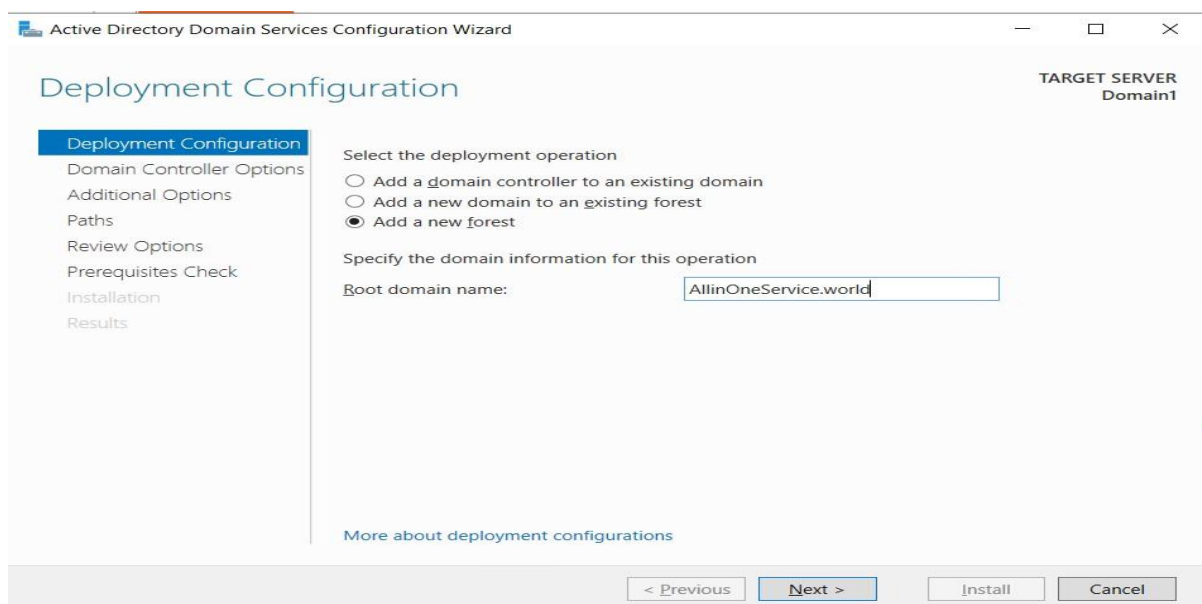 Active Directory Domain Services Configuration Wizard
Deployment Configuration
TARGET SERVER
Domain1
Deployment Configuration
Domain Controller Options
Additional Options
Paths
Review Options
Prerequisites Check
Installation
Results
Select the deployment operation
Add a domain controller to an existing domain
Add a new domain to an existing forest
Add a new forest
Specify the domain information for this operation
Root domain name: AllinOneService.world
More about deployment configurations
< Previous Next > Install Cancel